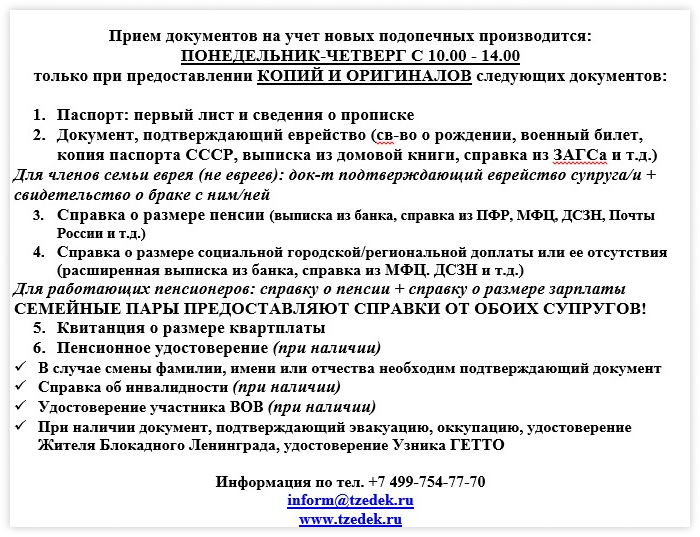 Прием документов на учет новых подопечных производится:
ПОНЕДЕЛЬНИК-ЧЕТВЕРГ С 10.00 - 14.00
только при предоставлении КОПИЙ И ОРИГИНАЛОВ следующих документов:
1. Паспорт: первый лист и сведения о прописке
2. Документ, подтверждающий еврейство (св-во о рождении, военный билет,
копия паспорта СССР, выписка из домовой книги, справка из ЗАГСа и т.д.)
Для членов семьи еврея (не евреев): док-т подтверждающий еврейство супруга/и +
свидетельство о браке с ним/ней
3. Справка о размере пенсии (выписка из банка, справка из ПФР, МФЦ, ДСЗН, Почты
России и т.д.)
4. Справка о размере социальной городской/региональной доплаты или ее отсутствия
(расширенная выписка из банка, справка из МФЦ. ДСЗН и т.д.)
Для работающих пенсионеров: справку о пенсии + справку о размере зарплаты
СЕМЕЙНЫЕ ПАРЫ ПРЕДОСТАВЛЯЮТ СПРАВКИ ОТ ОБОИХ СУПРУГОВ!
5. Квитанция о размере квартплаты
6. Пенсионное удостоверение (при наличии)
✓ В случае смены фамилии, имени или отчества необходим подтверждающий документ
✓ Справка об инвалидности (при наличии)
✓ Удостоверение участника ВОВ (при наличии)
✓ При наличии документ, подтверждающий эвакуацию, оккупацию, удостоверение
Жителя Блокадного Ленинграда, удостоверение Узника ГЕТТО
Информация по тел. +7 499-754-77-70
inform@tzedek.ru
www.tzedek.ru